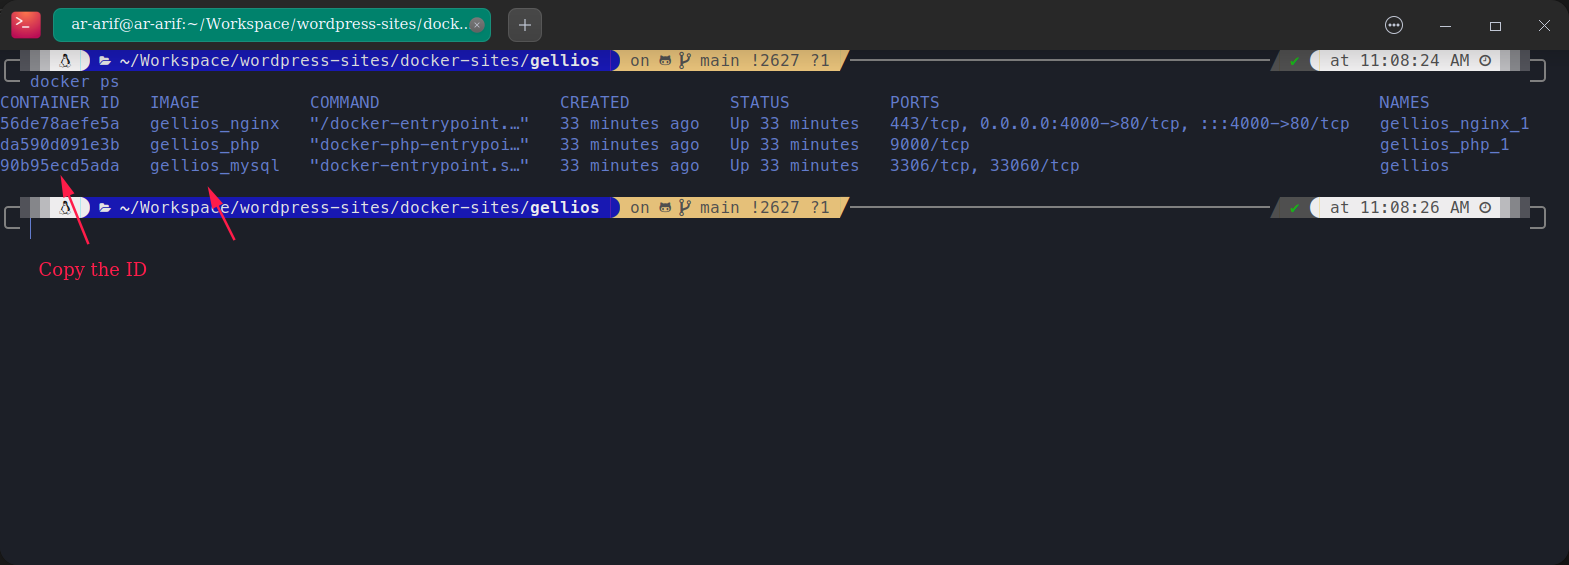 ar-arif@ar-arif:~/Workspace/wordpress-sites/dock..
~/Workspace/wordpress-sites/docker-sites/gellios on main !2627 ?1 ✔ at 11:08:24 AM
docker ps
CONTAINER ID IMAGE COMMAND CREATED STATUS PORTS NAMES
56de78aefe5a gellios_nginx "/docker-entrypoint.…" 33 minutes ago Up 33 minutes 443/tcp, 0.0.0.0:4000->80/tcp, :::4000->80/tcp gellios_nginx_1
da590d091e3b gellios_php "docker-php-entrypoi…" 33 minutes ago Up 33 minutes 9000/tcp gellios_php_1
90b95ecd5ada gellios_mysql "docker-entrypoint.s…" 33 minutes ago Up 33 minutes 3306/tcp, 33060/tcp gellios
~/Workspace/wordpress-sites/docker-sites/gellios on main !2627 ?1 ✔ at 11:08:26 AM
Copy the ID